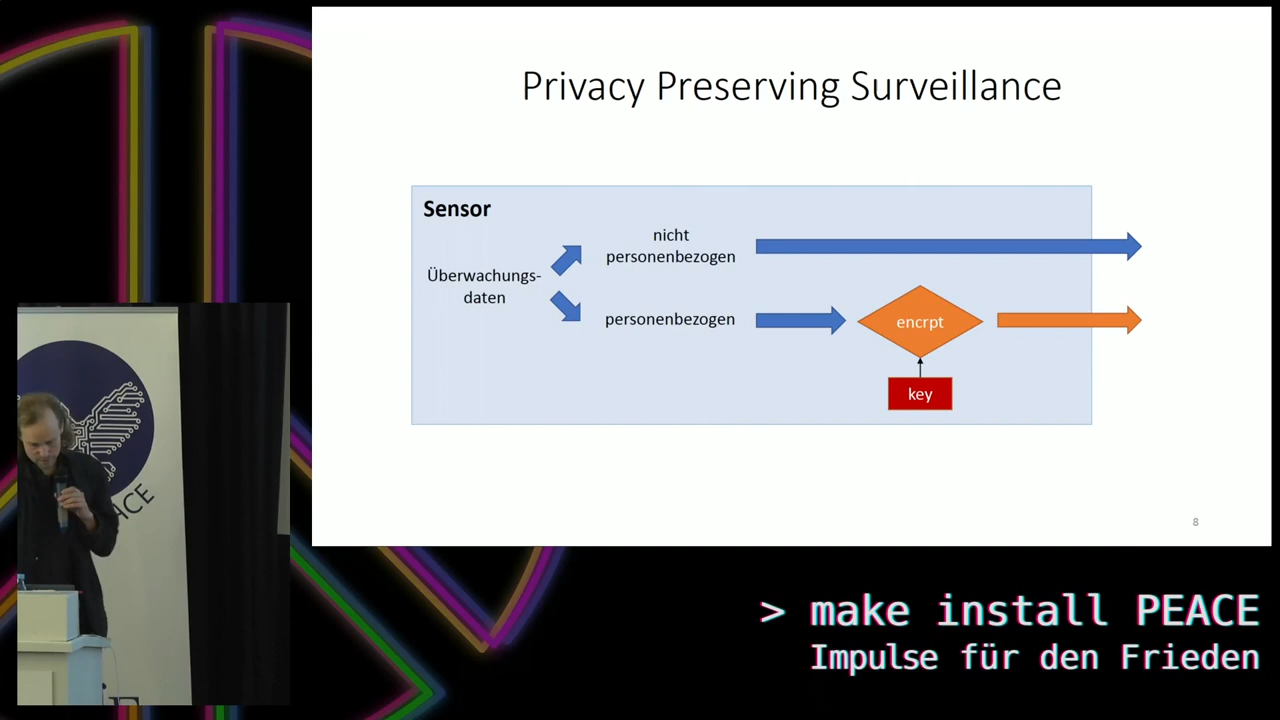 Privacy Preserving Surveillance
Sensor
nicht
personenbezogen
Überwachungs-
daten
personenbezogen
encrpt
key
8
ACE
> make install PEACE
Impulse für den Frieden